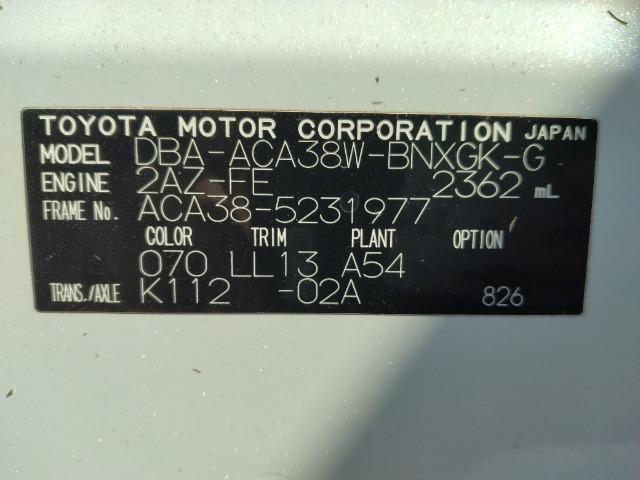 TOYOTA MOTOR CORPORATION JAPAN
MODEL DBA-ACA38W-BNXGK-G
ENGINE 2AZ-FE 2362 mL
FRAME No. ACA38-5231977
COLOR TRIM PLANT OPTION
070 LL13 A54
TRANS./AXLE K112 -02A 826